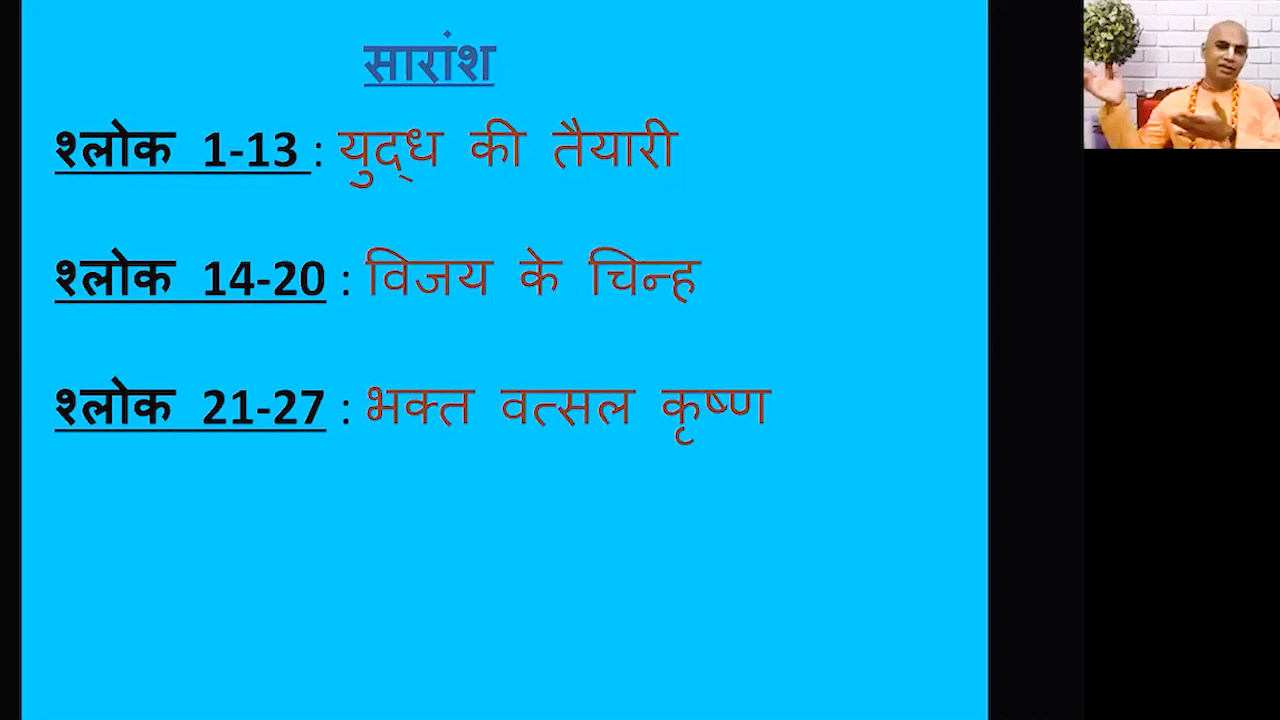 सारांश
श्लोक 1-13 : युद्ध की तैयारी
श्लोक 14-20 : विजय के चिन्ह
श्लोक 21-27 : भक्त वत्सल कृष्ण